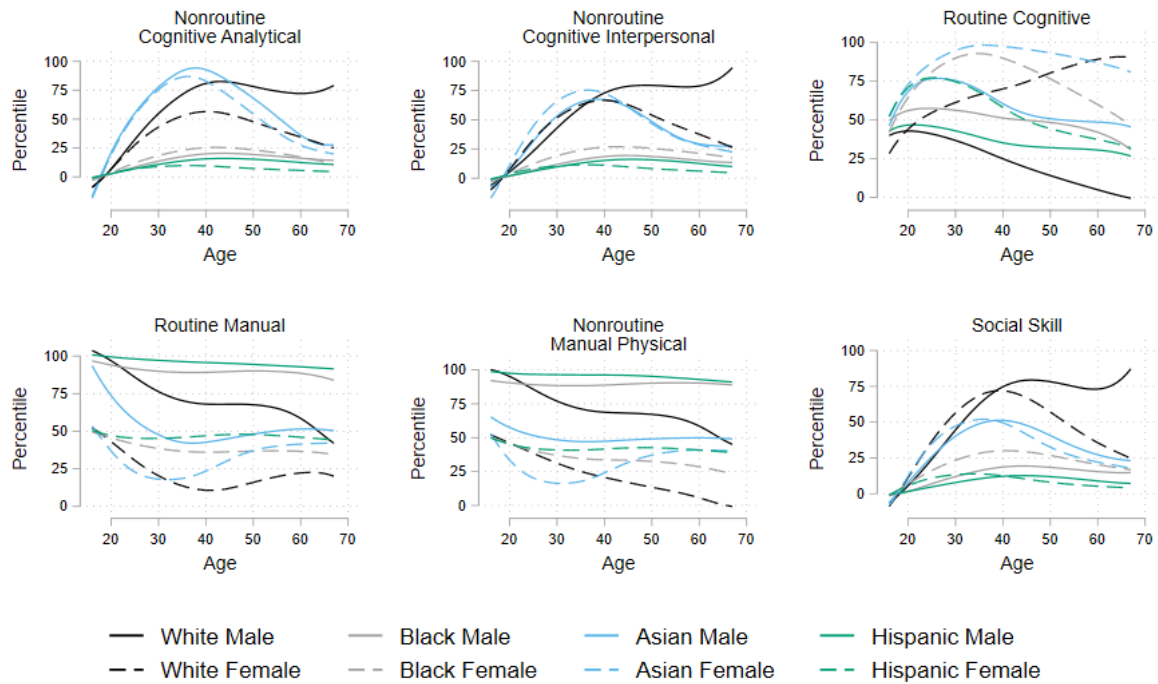 Nonroutine
Cognitive Analytical
Percentile
100
75
50
25
0
20 30 40 50 60 70
Age
Nonroutine
Cognitive Interpersonal
Percentile
100
75
50
25
0
20 30 40 50 60 70
Age
Routine Cognitive
Percentile
100
75
50
25
0
20 30 40 50 60 70
Age
Routine Manual
Percentile
100
75
50
25
0
20 30 40 50 60 70
Age
Nonroutine
Manual Physical
Percentile
100
75
50
25
0
20 30 40 50 60 70
Age
Social Skill
Percentile
100
75
50
25
0
20 30 40 50 60 70
Age
White Male Black Male Asian Male Hispanic Male
White Female Black Female Asian Female Hispanic Female